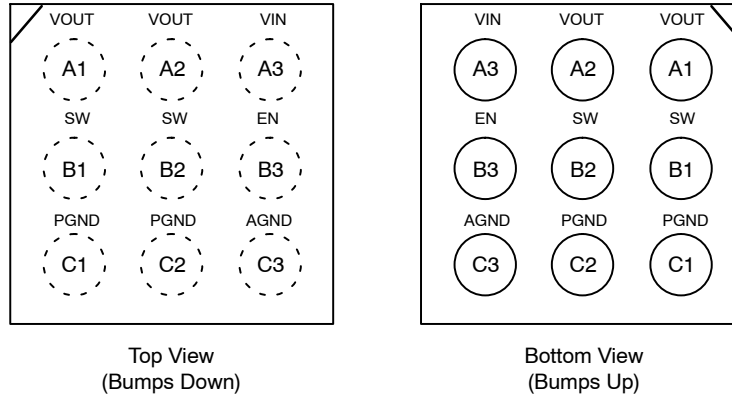 VOUT VOUT VIN
A1 A2 A3
SW SW EN
B1 B2 B3
PGND PGND AGND
C1 C2 C3
Top View
(Bumps Down)
VIN VOUT VOUT
A3 A2 A1
EN SW SW
B3 B2 B1
AGND PGND PGND
C3 C2 C1
Bottom View
(Bumps Up)